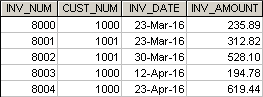 INV_NUM CUST_NUM INV_DATE INV_AMOUNT
8000 1000 23-Mar-16 235.89
8001 1001 23-Mar-16 312.82
8002 1001 30-Mar-16 528.10
8003 1000 12-Apr-16 194.78
8004 1000 23-Apr-16 619.44